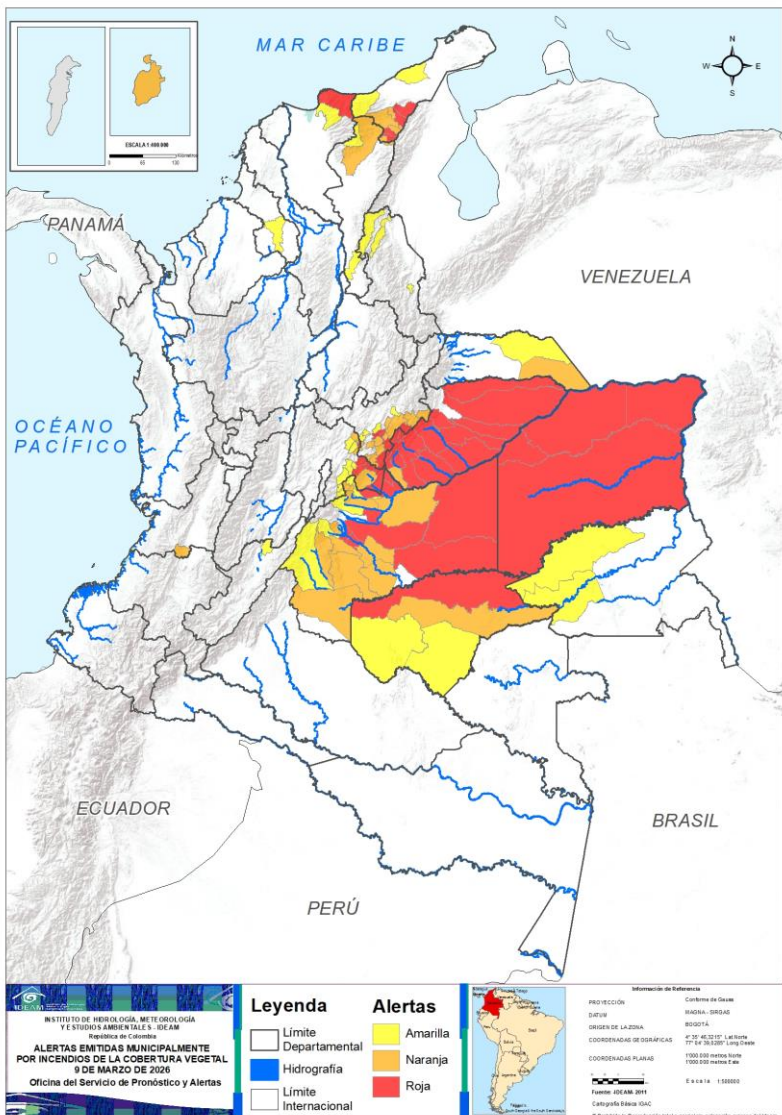 MAR CARIBE
N
W
E
S
ESCALA 1:400.000
PANAMÁ
VENEZUELA
OCÉANO
PACÍFICO
ECUADOR
BRASIL
PERÚ
IDEAM
INSTITUTO DE HIDROLOGÍA, METEOROLOGÍA
Y ESTUDIOS AMBIENTALES - IDEAM
República de Colombia
ALERTAS EMITIDAS MUNICIPALMENTE
POR INCENDIOS DE LA COBERTURA VEGETAL
9 DE MARZO DE 2026
Oficina del Servicio de Pronóstico y Alertas
Leyenda
Límite
Departamental
Hidrografía
Límite
Internacional
Alertas
Amarilla
Naranja
Roja
Información de Referencia
PROYECCIÓN
Conforme de Gauss
DATUM
MAGNA - SIRGAS
ORIGEN DE LA ZONA
BOGOTÁ
COORDENADAS GEOGRÁFICAS
COORDENADAS PLANAS
1'000.000 metros Norte
1'000.000 metros Este
Fuente: IDEAM- 2011
Cartografía Básica IGAC